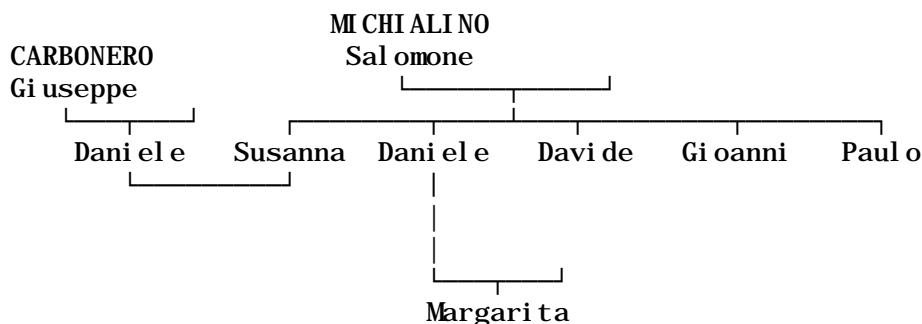 MICHIALINO
CARBONERO Salomone
Giuseppe
Daniele Susanna Daniele Davide Gioanni Paulo
Margarita